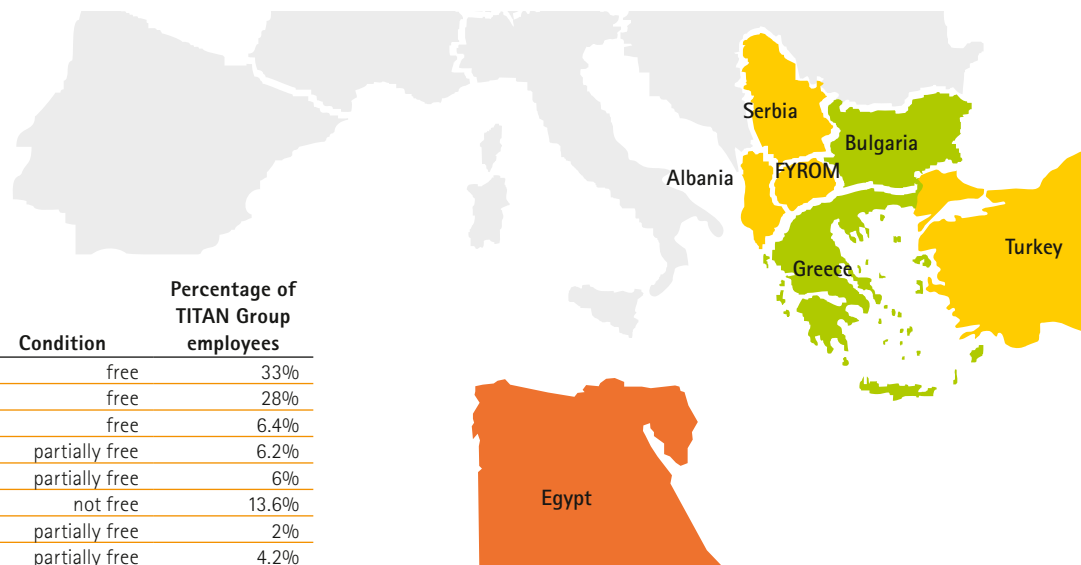 Serbia
Bulgaria
Albania
FYROM
Turkey
Greece
Egypt
Percentage of
TITAN Group
Condition employees
free 33%
free 28%
free 6.4%
partially free 6.2%
partially free 6%
not free 13.6%
partially free 2%
partially free 4.2%